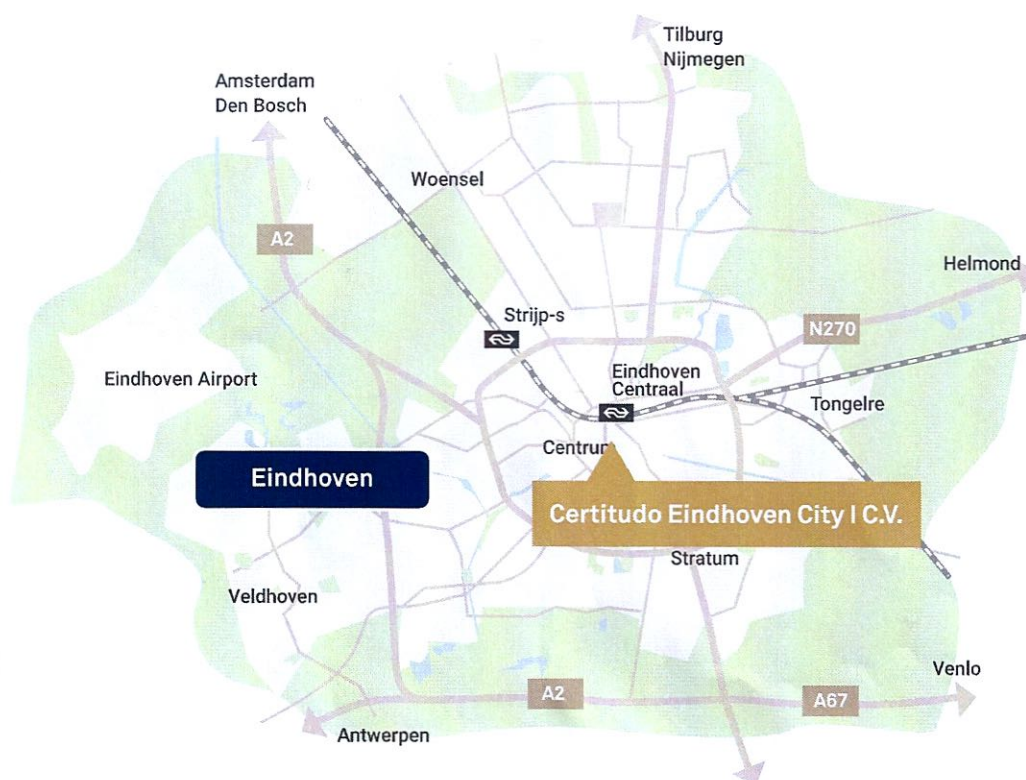 Tilburg
Nijmegen
Amsterdam
Den Bosch
Woensel
A2
Helmond
Strijp-s
N270
Eindhoven
Centraal
Eindhoven Airport
Tongelre
Centrum
Eindhoven
Certitudo Eindhoven City I C.V.
Stratum
Veldhoven
Venlo
A2
A67
Antwerpen